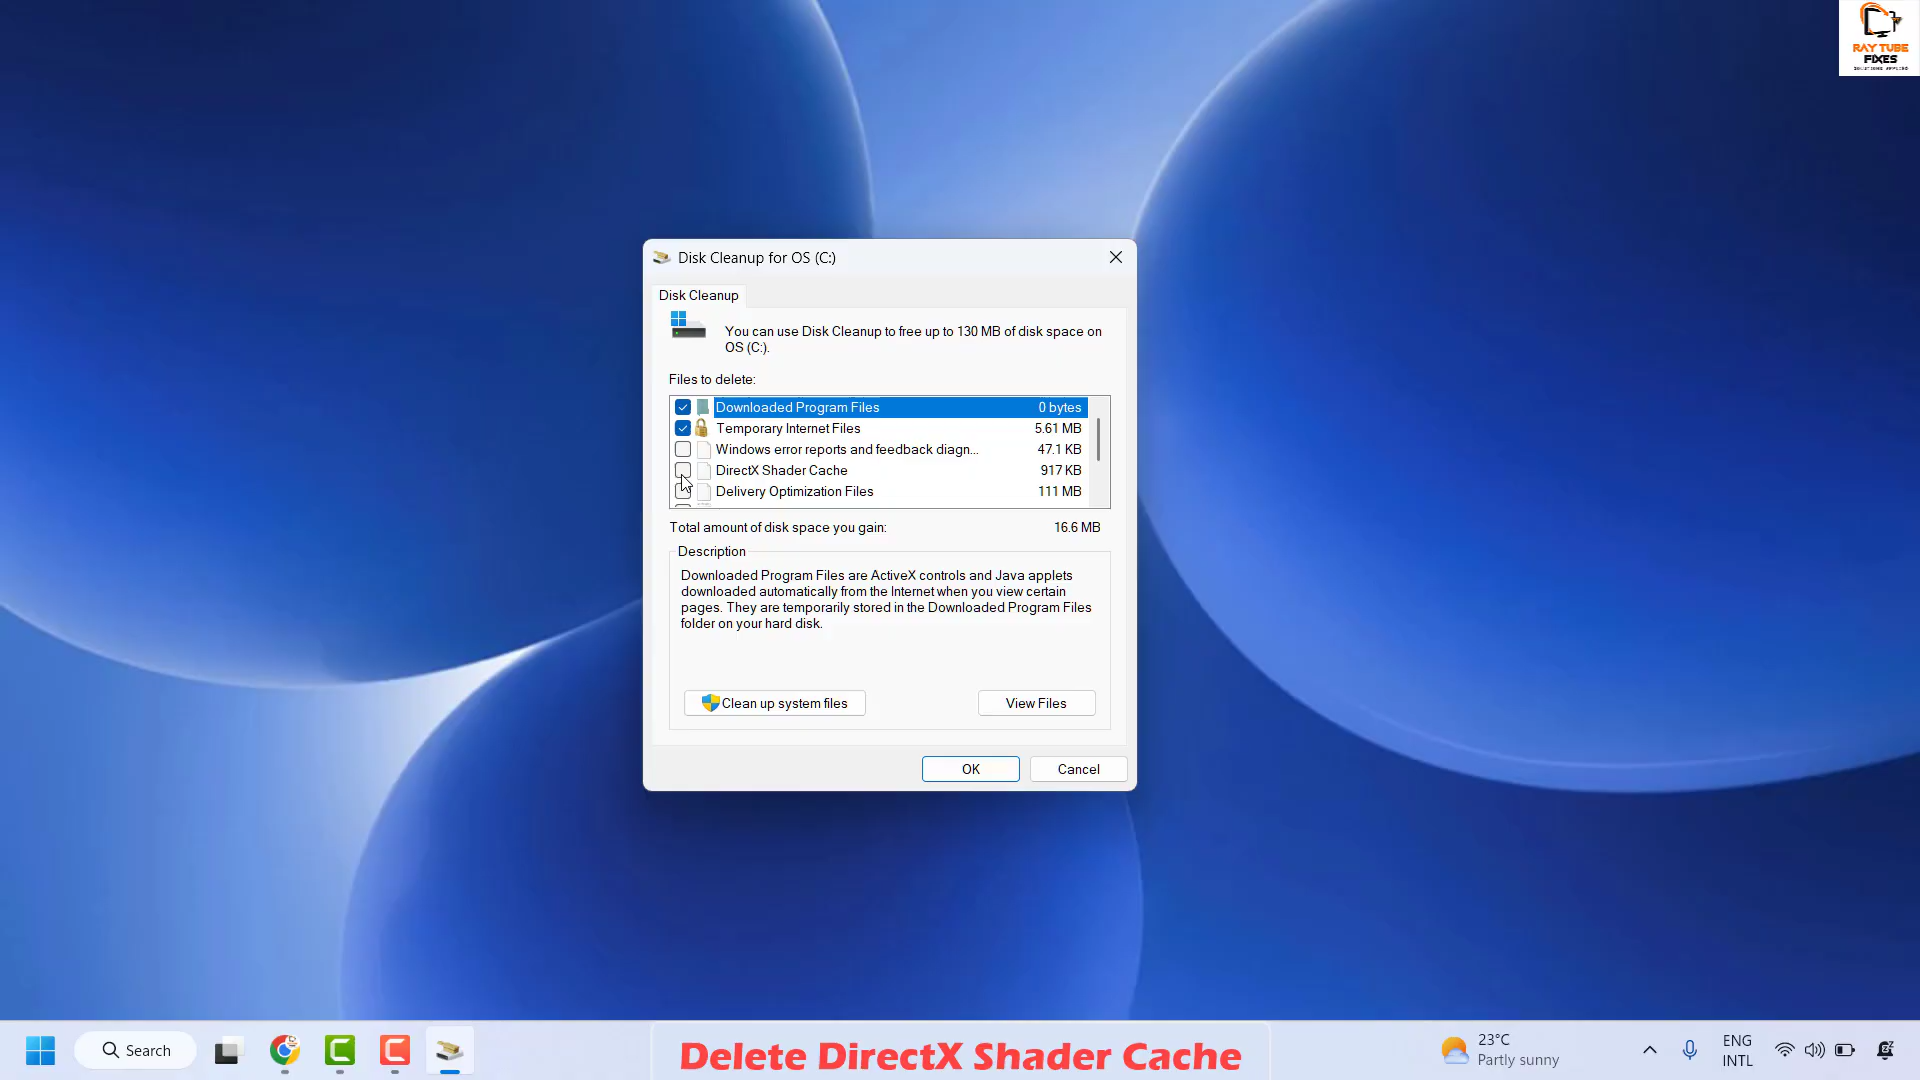 RAY TUBE
FIXES
SOLUTIONS APPLIED
Disk Cleanup for OS (C:)
Disk Cleanup
You can use Disk Cleanup to free up to 130 MB of disk space on
OS (C:).
Files to delete:
Downloaded Program Files 0 bytes
Temporary Internet Files 5.61 MB
Windows error reports and feedback diagn... 47.1 KB
DirectX Shader Cache 917 KB
Delivery Optimization Files 111 MB
Total amount of disk space you gain: 16.6 MB
Description
Downloaded Program Files are ActiveX controls and Java applets
downloaded automatically from the Internet when you view certain
pages. They are temporarily stored in the Downloaded Program Files
folder on your hard disk.
Clean up system files
View Files
OK
Cancel
Search
Delete DirectX Shader Cache
23°C
Partly sunny
ENG
INTL